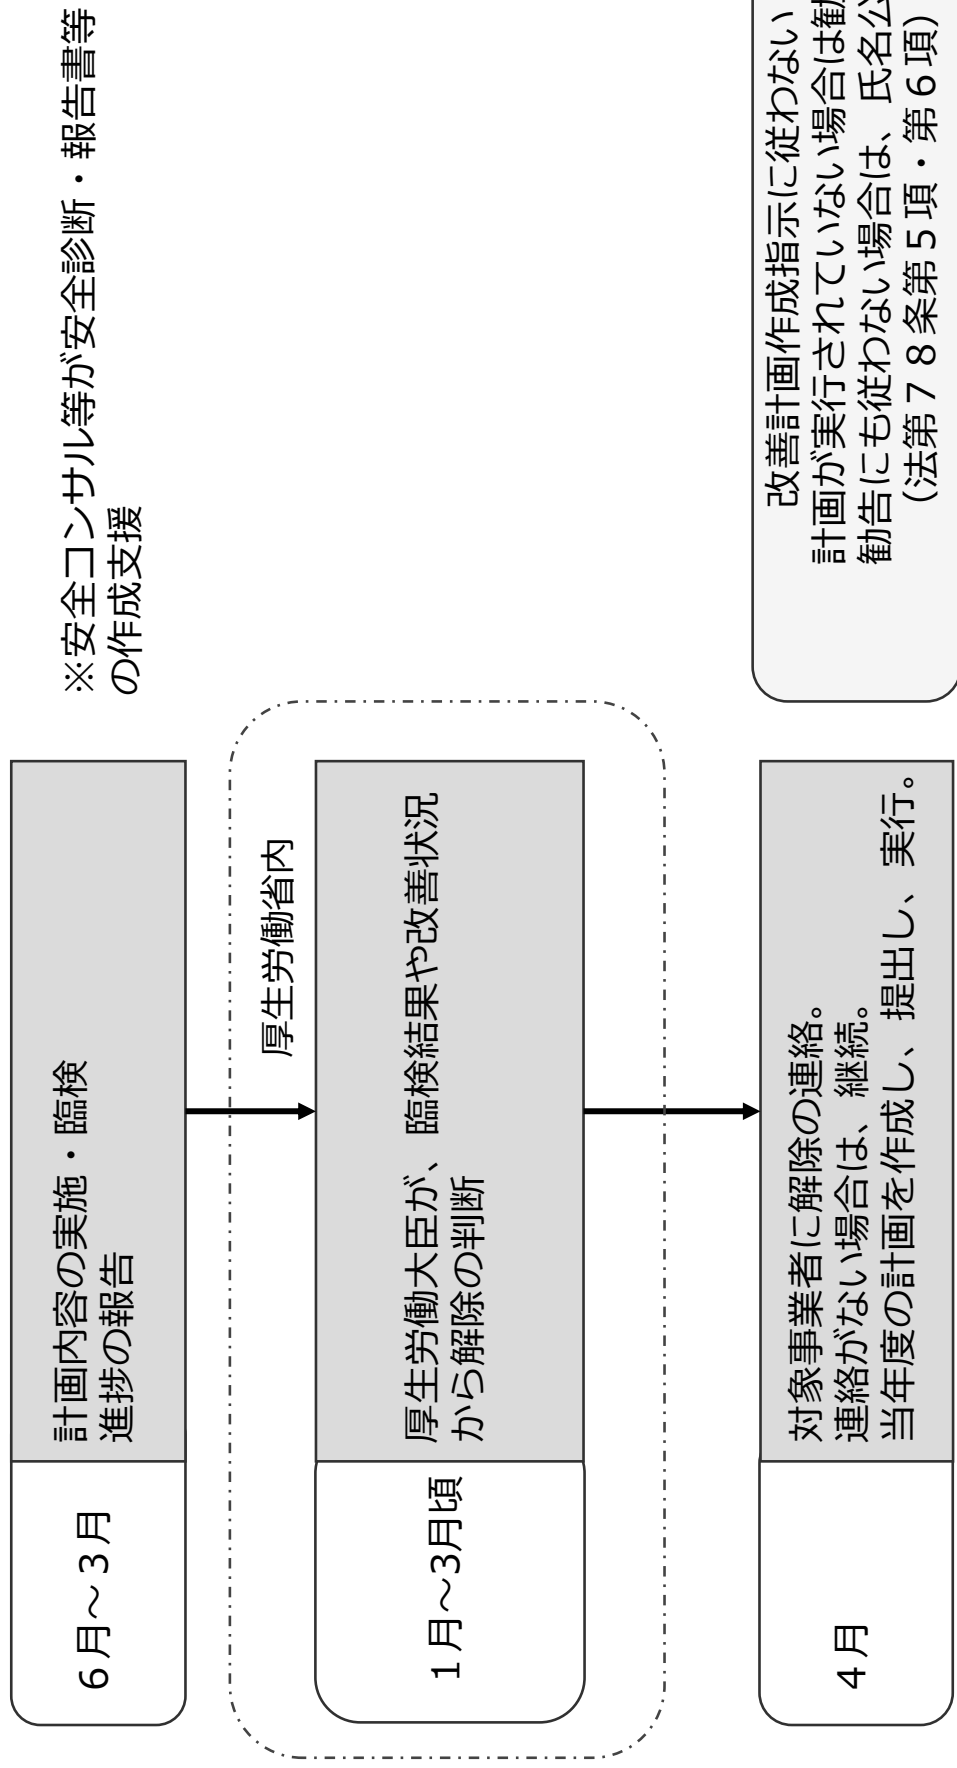 6月~3月
計画内容の実施・臨検
進捗の報告
※安全コンサル等が安全診断・報告書等
の作成支援
厚生労働省内
1月~3月頃
厚生労働大臣が、臨検結果や改善状況
から解除の判断
4月
対象事業者に解除の連絡。
連絡がない場合は、継続。
当年度の計画を作成し、提出し、実行。
改善計画作成指示に従わない
計画が実行されていない場合は勧
勧告にも従わない場合は、氏名公
(法第78条第5項・第6項)